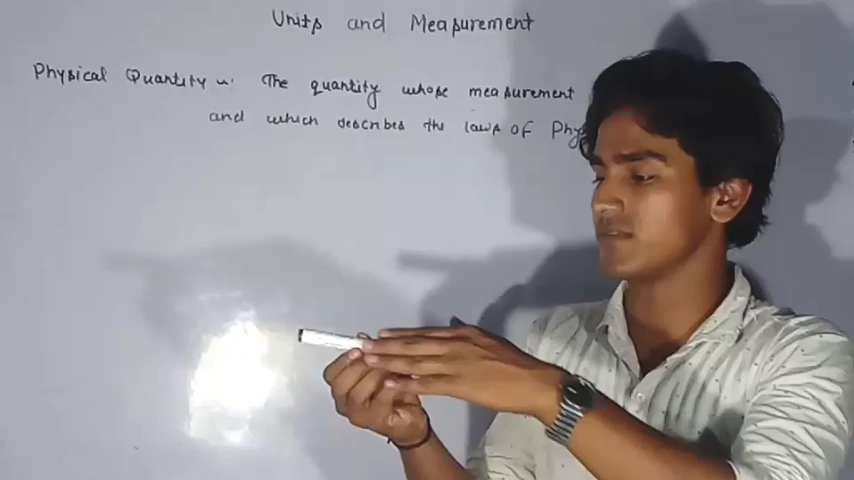 Units and Measurement
Physical Quantity :- The quantity whose measurement
and which describes the laws of Phy